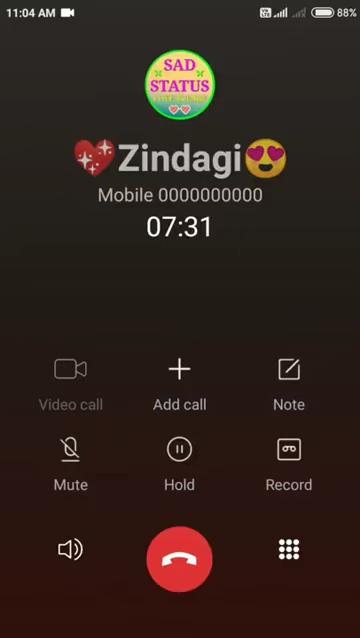 11:04 AM
88%
SAD
STATUS
💖Zindagi😍
Mobile 0000000000
07:31
Video call
Add call
Note
Mute
Hold
Record